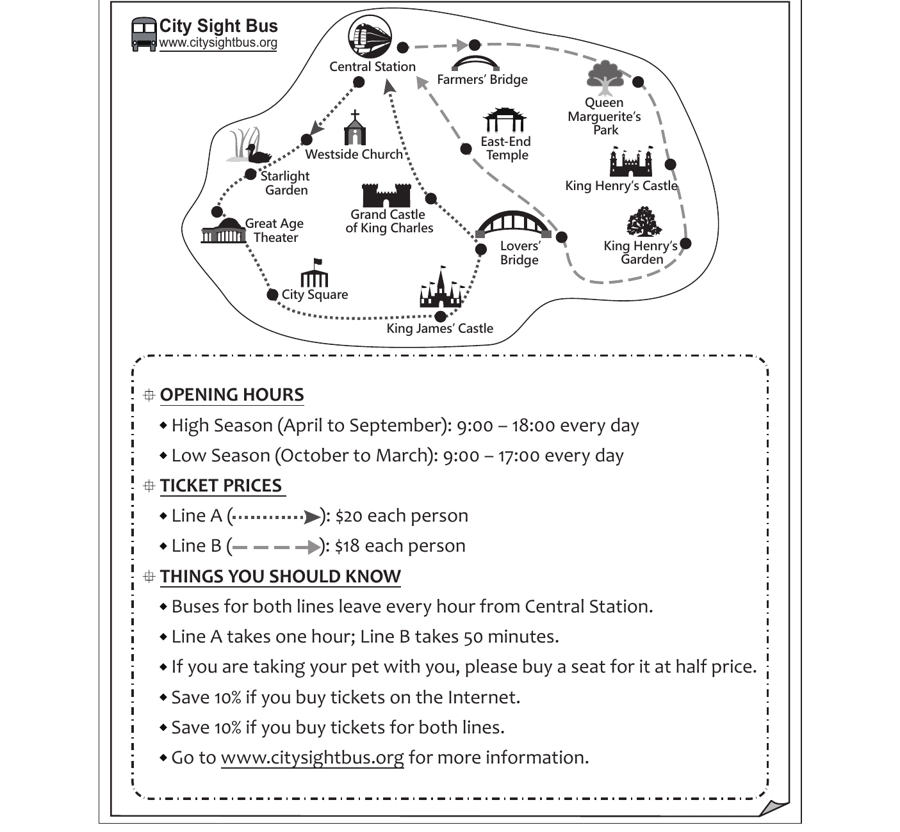 City Sight Bus
www.citysightbus.org
Central Station
Farmers' Bridge
Queen
Marguerite's
Park
East-End
Temple
Westside Church
King Henry's Castle
Starlight
Garden
Grand Castle
of King Charles
Great Age
Theater
Lovers'
Bridge
King Henry's
Garden
City Square
King James' Castle
OPENING HOURS
High Season (April to September): 9:00 – 18:00 every day
Low Season (October to March): 9:00 – 17:00 every day
TICKET PRICES
Line A ( ): $20 each person
Line B ( ): $18 each person
THINGS YOU SHOULD KNOW
Buses for both lines leave every hour from Central Station.
Line A takes one hour; Line B takes 50 minutes.
If you are taking your pet with you, please buy a seat for it at half price.
Save 10% if you buy tickets on the Internet.
Save 10% if you buy tickets for both lines.
Go to www.citysightbus.org for more information.